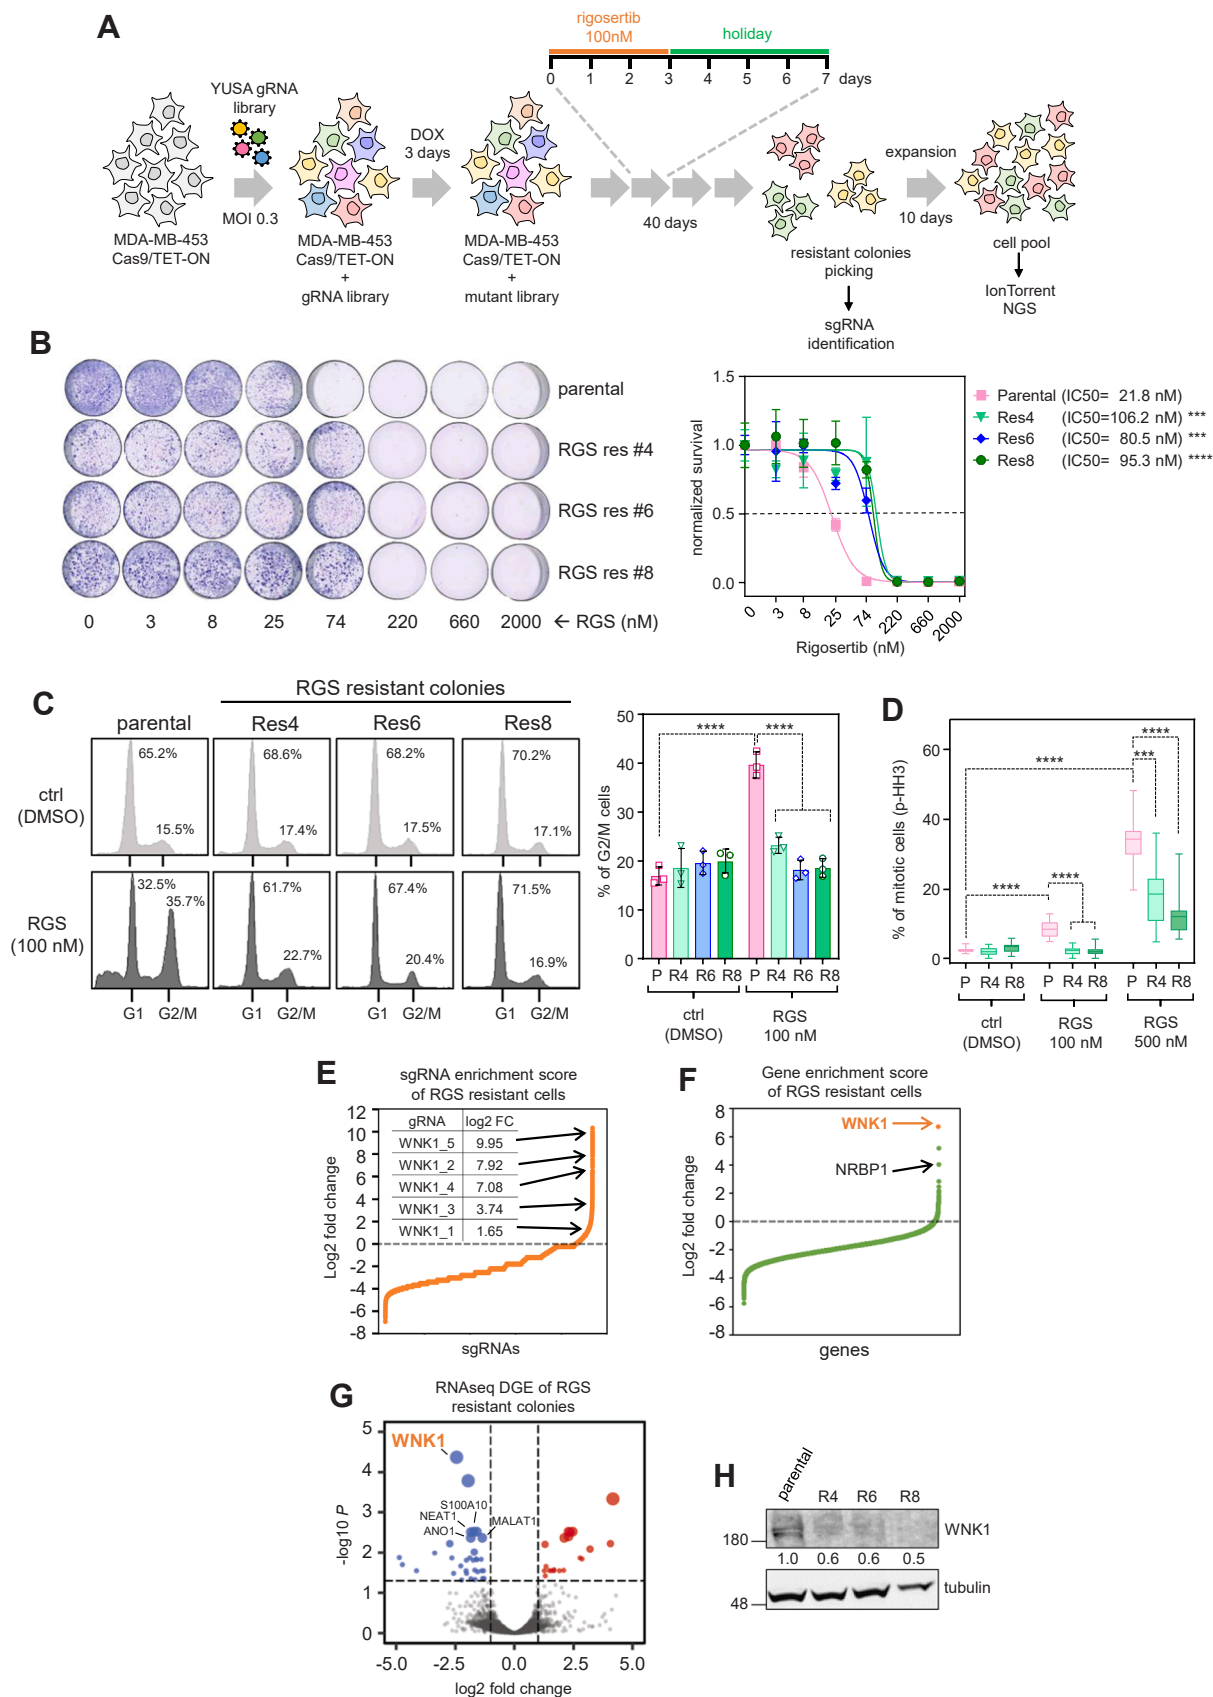 A
rigosertib
100nM
holiday
0 1 2 3 4 5 6 7 days
YUSA gRNA
library
MOI 0.3
DOX
3 days
40 days
expansion
10 days
MDA-MB-453
Cas9/TET-ON
MDA-MB-453
Cas9/TET-ON
+
gRNA library
MDA-MB-453
Cas9/TET-ON
+
mutant library
resistant colonies
picking
sgRNA
identification
cell pool
IonTorrent
NGS
B
parental
RGS res #4
RGS res #6
RGS res #8
0 3 8 25 74 220 660 2000 ← RGS (nM)
normalized survival
1.5
1.0
0.5
0.0
0 3 8 25 74 220 660 2000
Rigosertib (nM)
Parental (IC50= 21.8 nM)
Res4 (IC50=106.2 nM) ***
Res6 (IC50= 80.5 nM) ***
Res8 (IC50= 95.3 nM) ****
C
RGS resistant colonies
parental Res4 Res6 Res8
ctrl
(DMSO)
65.2% 15.5%
68.6% 17.4%
68.2% 17.5%
70.2% 17.1%
RGS
(100 nM)
32.5% 35.7%
61.7% 22.7%
67.4% 20.4%
71.5% 16.9%
G1 G2/M G1 G2/M G1 G2/M G1 G2/M
% of G2/M cells
50
40
30
20
10
0
**** ****
P R4 R6 R8 P R4 R6 R8
ctrl
(DMSO)
RGS
100 nM
D
% of mitotic cells (p-HH3)
60
40
20
0
****
***
****
**** ****
P R4 R8 P R4 R8 P R4 R8
ctrl
(DMSO)
RGS
100 nM
RGS
500 nM
E
sgRNA enrichment score
of RGS resistant cells
Log2 fold change
12
10
8
6
4
2
0
-2
-4
-6
-8
gRNA log2 FC
WNK1_5 9.95
WNK1_2 7.92
WNK1_4 7.08
WNK1_3 3.74
WNK1_1 1.65
sgRNAs
F
Gene enrichment score
of RGS resistant cells
Log2 fold change
8
6
4
2
0
-2
-4
-6
-8
WNK1
NRBP1
genes
G
RNAseq DGE of RGS
resistant colonies
-log10 P
5
4
3
2
1
0
WNK1
S100A10
NEAT1
ANO1
MALAT1
-5.0 -2.5 0.0 2.5 5.0
log2 fold change
H
parental R4 R6 R8
180
WNK1
1.0 0.6 0.6 0.5
48
tubulin